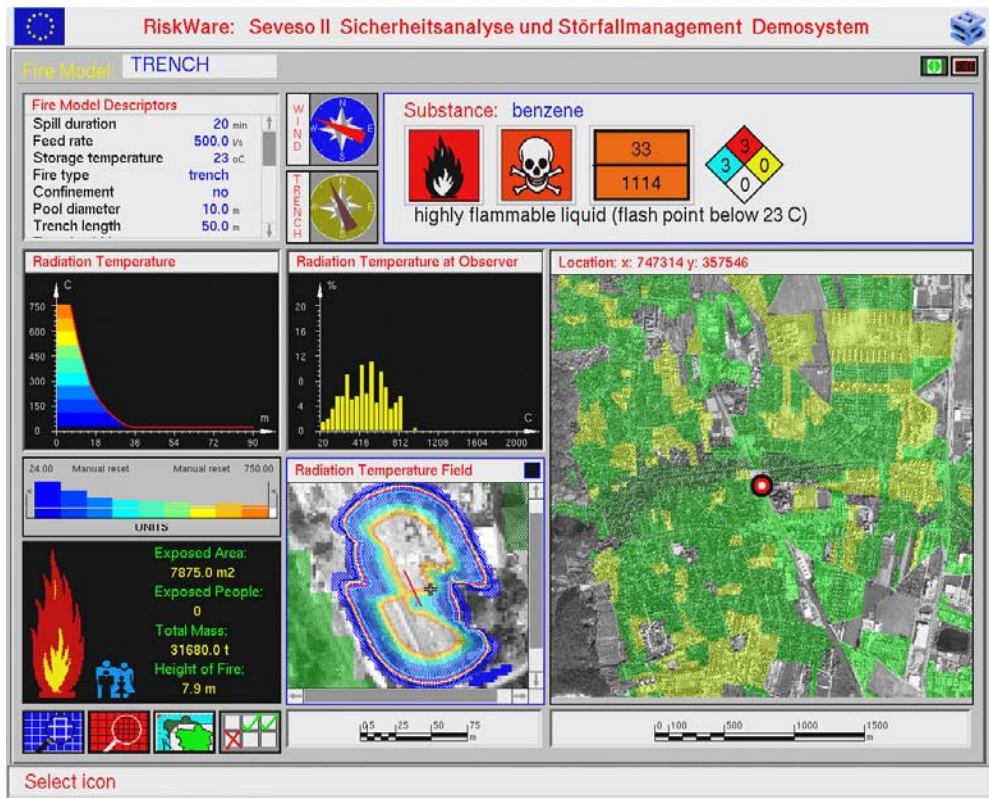 RiskWare: Seveso II Sicherheitsanalyse und Störfallmanagement Demosystem
Fire Model: TRENCH
EXIT
Fire Model Descriptors
Spill duration 20 min
Feed rate 500.0 l/s
Storage temperature 23 oC
Fire type trench
Confinement no
Pool diameter 10.0 m
Trench length 50.0 m
WIND
N
W E
S
TRENCH
N
W E
S
Substance: benzene
33
1114
3
3 0
0
highly flammable liquid (flash point below 23 C)
Radiation Temperature
C
750
600
450
300
150
0
m
0 18 36 54 72 90
Radiation Temperature at Observer
%
20
16
12
8
4
0
C
20 416 812 1208 1604 2000
Location: x: 747314 y: 357546
24.00 Manual reset Manual reset 750.00
UNITS
Radiation Temperature Field
Exposed Area:
7875.0 m2
Exposed People:
0
Total Mass:
31680.0 t
Height of Fire:
7.9 m
0 5 25 50 75
m
0 100 500 1000 1500
m
Select icon